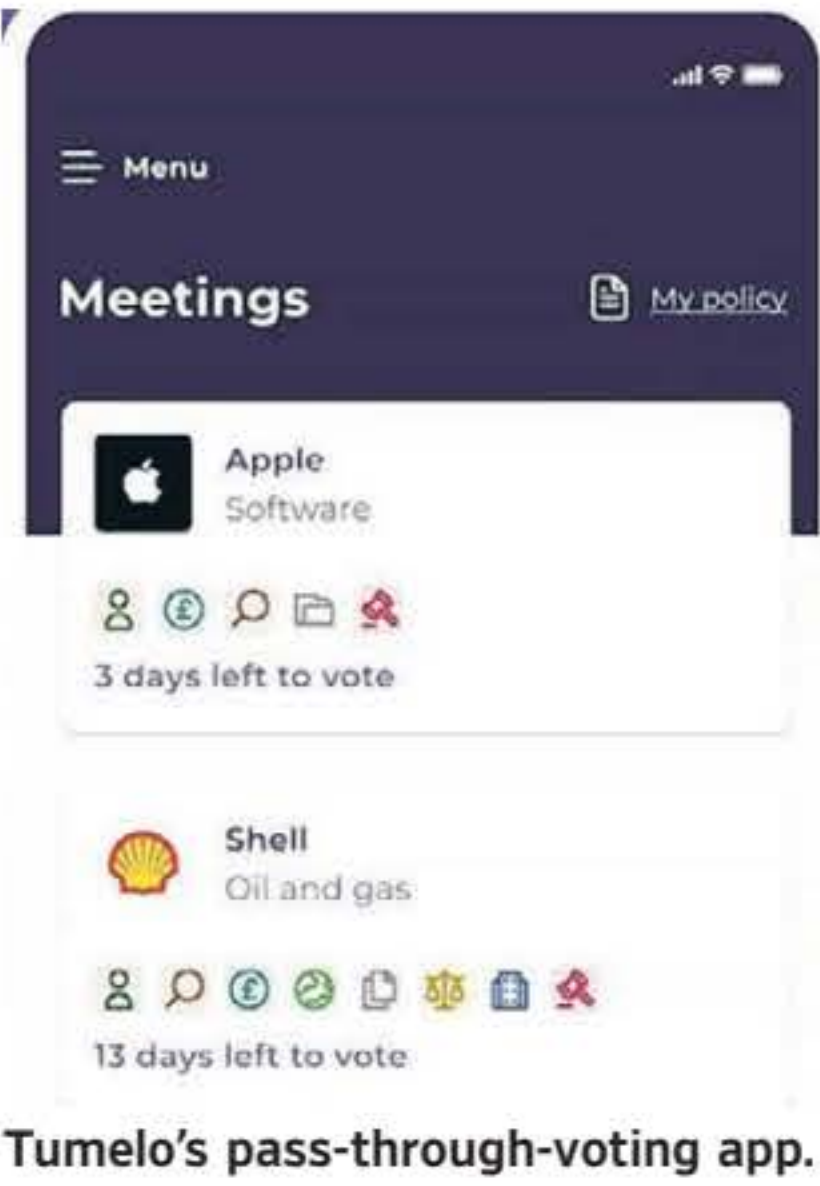 Menu
Meetings
My policy
Apple
Software
3 days left to vote
Shell
Oil and gas
13 days left to vote
Tumelo's pass-through-voting app.